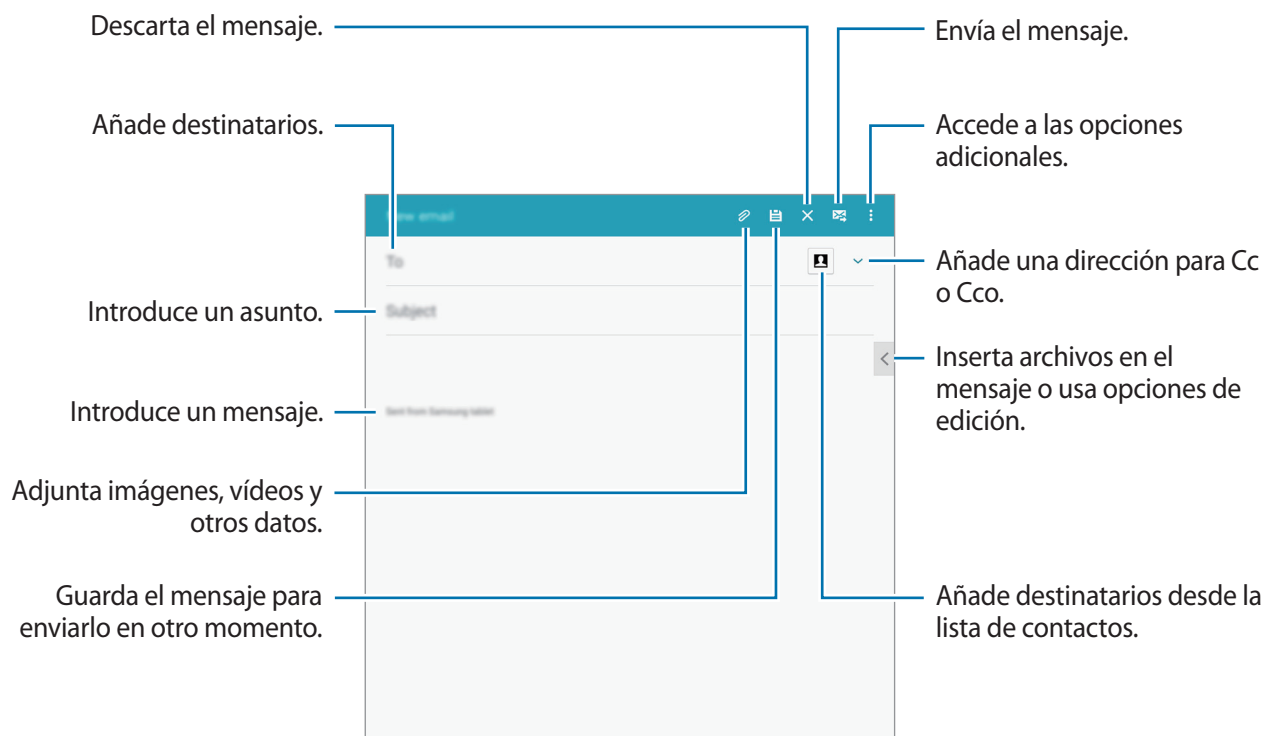 Descarta el mensaje.
Envía el mensaje.
Añade destinatarios.
Accede a las opciones
adicionales.
New email
To
Añade una dirección para Cc
o Cco.
Introduce un asunto.
Subject
Inserta archivos en el
mensaje o usa opciones de
edición.
Introduce un mensaje.
Sent from Samsung tablet
Adjunta imágenes, vídeos y
otros datos.
Guarda el mensaje para
enviarlo en otro momento.
Añade destinatarios desde la
lista de contactos.